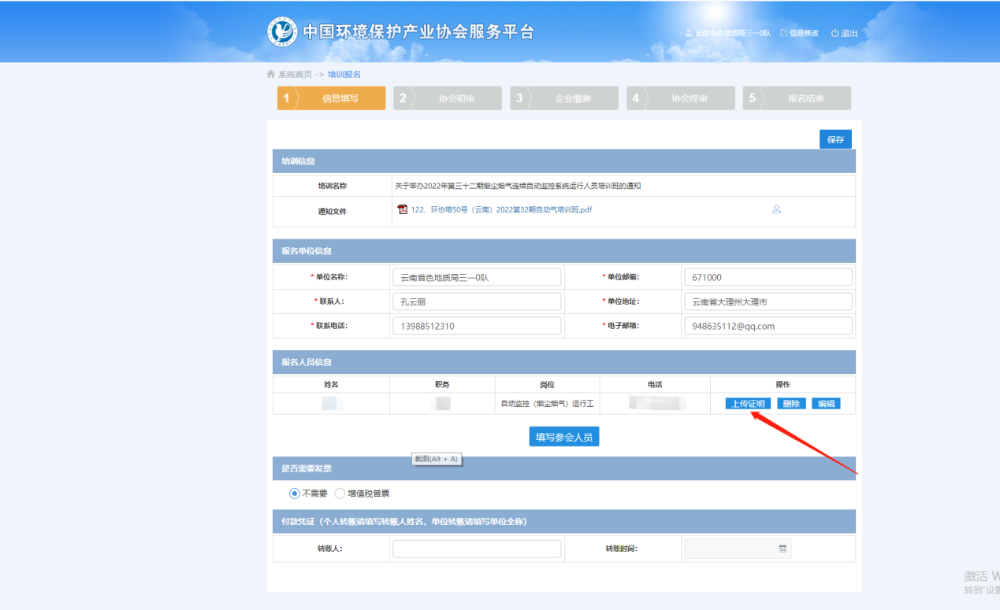 中国环境保护产业协会服务平台
云南省色地质局三一0队 信息修改 退出
系统首页 -> 培训报名
1 信息填写 2 协会初审 3 企业缴费 4 协会终审 5 报名结束
保存
培训信息
培训名称 关于举办2022年第三十二期烟尘烟气连续自动监控系统运行人员培训班的通知
通知文件 122、环协培50号（云南）2022第32期自动气培训班.pdf
报名单位信息
*单位名称: 云南省色地质局三一0队 *单位邮编: 671000
*联系人: 孔云丽 *单位地址: 云南省大理州大理市
*联系电话: 13988512310 *电子邮箱: 948635112@qq.com
报名人员信息
姓名 职务 岗位 电话 操作
自动监控（烟尘烟气）运行工 上传证明 删除 编辑
填写参会人员
截图(Alt + A)
是否需要发票
不需要 增值税普票
付款凭证（个人转账请填写转账人姓名，单位转账请填写单位全称）
转账人: 转账时间:
激活 W
转到"设置